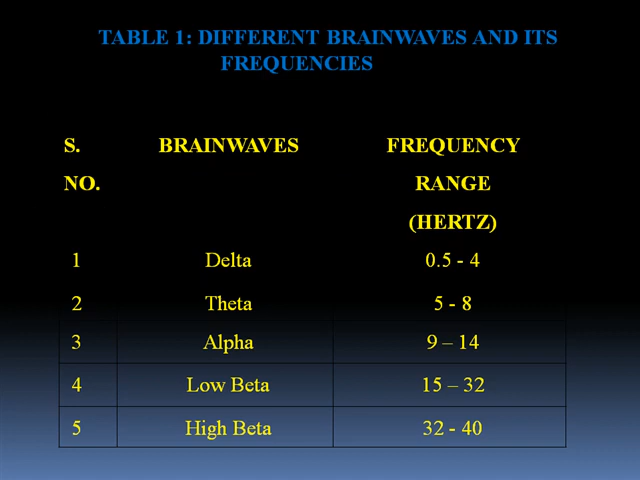 TABLE 1: DIFFERENT BRAINWAVES AND ITS
FREQUENCIES
S. NO. BRAINWAVES FREQUENCY RANGE (HERTZ)
1 Delta 0.5 - 4
2 Theta 5 - 8
3 Alpha 9 – 14
4 Low Beta 15 – 32
5 High Beta 32 - 40